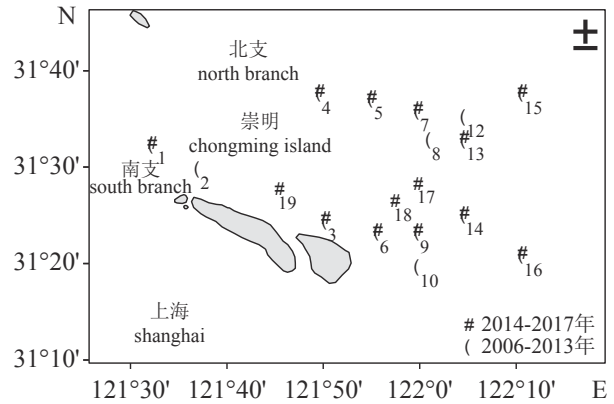 N
±
31°40'
31°30'
31°20'
31°10'
北支
north branch
崇明
chongming island
南支
south branch
上海
shanghai
#( 4
#( 5
#( 7
#( 15
( 12
#( 13
( 8
#( 1
( 2
# 19
#( 3
# 17
# 18
#( 6
#( 9
#( 14
( 10
#( 16
# 2014-2017年
( 2006-2013年
121°30' 121°40' 121°50' 122°0' 122°10' E